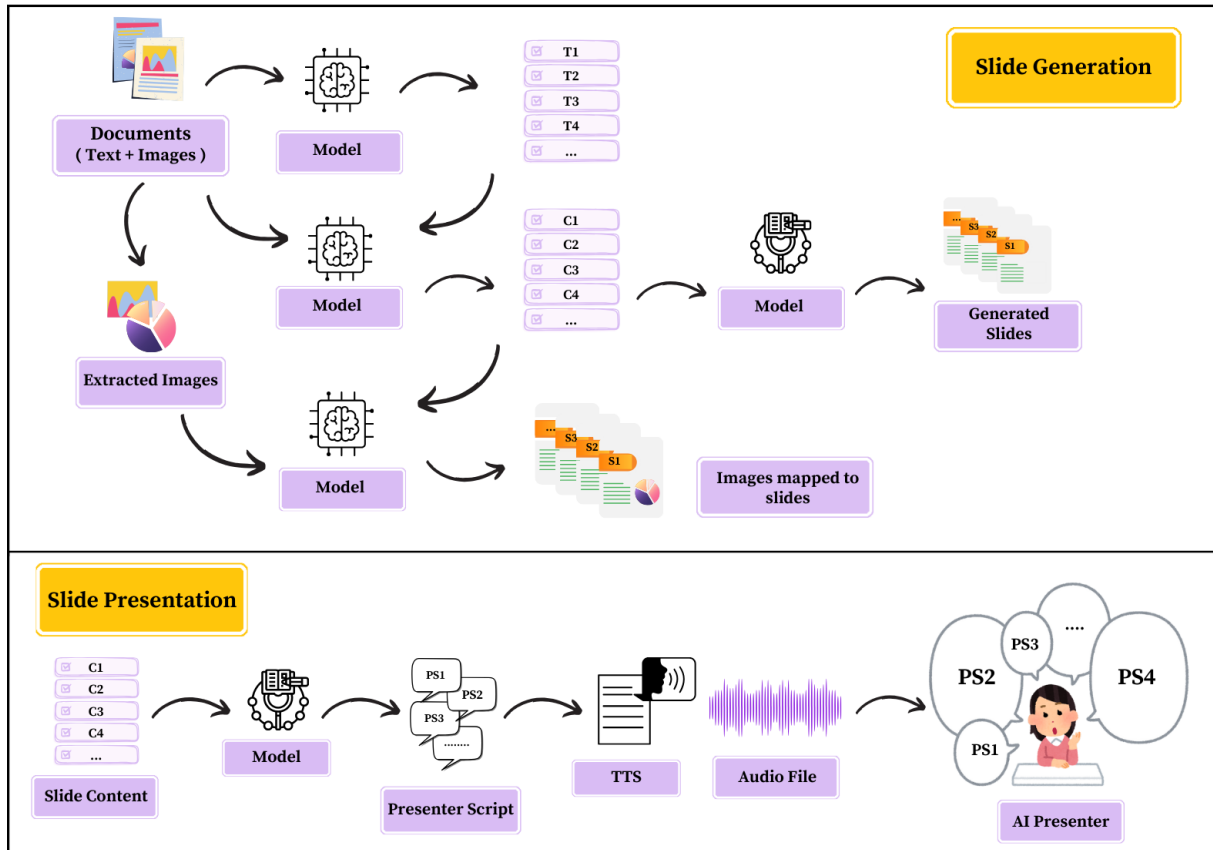 Slide Generation
T1
T2
T3
T4
...
Documents
( Text + Images )
Model
C1
C2
C3
C4
...
Model
Model
...
S3
S2
S1
Generated
Slides
Extracted Images
Model
...
S3
S2
S1
Images mapped to
slides
Slide Presentation
C1
C2
C3
C4
...
Slide Content
Model
PS1
PS2
PS3
........
Presenter Script
TTS
Audio File
PS2
PS3
....
PS4
PS1
AI Presenter